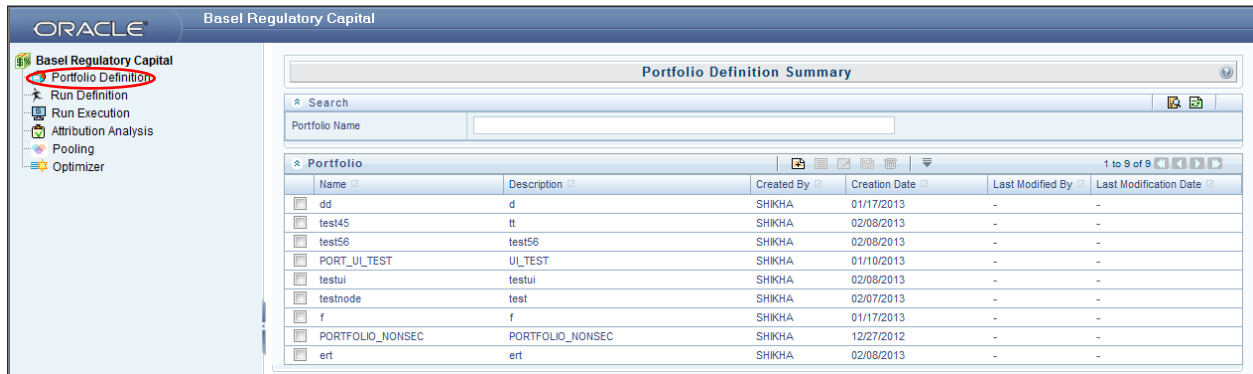 ORACLE
Basel Regulatory Capital
Basel Regulatory Capital
Portfolio Definition
Run Definition
Run Execution
Attribution Analysis
Pooling
Optimizer
Portfolio Definition Summary
Search
Portfolio Name
Portfolio 1 to 9 of 9
Name Description Created By Creation Date Last Modified By Last Modification Date
dd d SHIKHA 01/17/2013 - -
test45 tt SHIKHA 02/08/2013 - -
test56 test56 SHIKHA 02/08/2013 - -
PORT_UI_TEST UI_TEST SHIKHA 01/10/2013 - -
testui testui SHIKHA 02/08/2013 - -
testnode test SHIKHA 02/07/2013 - -
f f SHIKHA 01/17/2013 - -
PORTFOLIO_NONSEC PORTFOLIO_NONSEC SHIKHA 12/27/2012 - -
ert ert SHIKHA 02/08/2013 - -